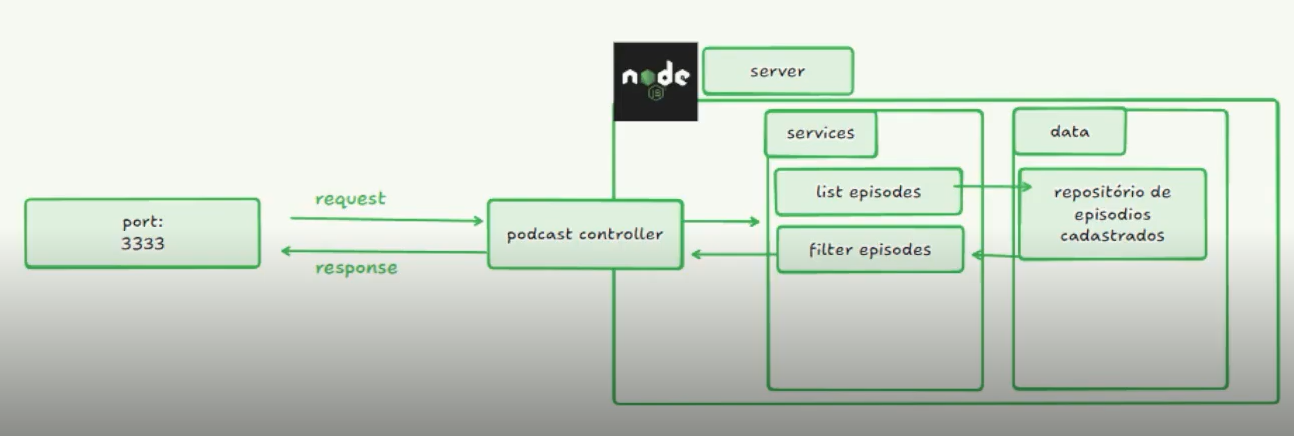 node
JS
server
services
data
list episodes
repositório de
episodios
cadastrados
request
port:
3333
podcast controller
filter episodes
response